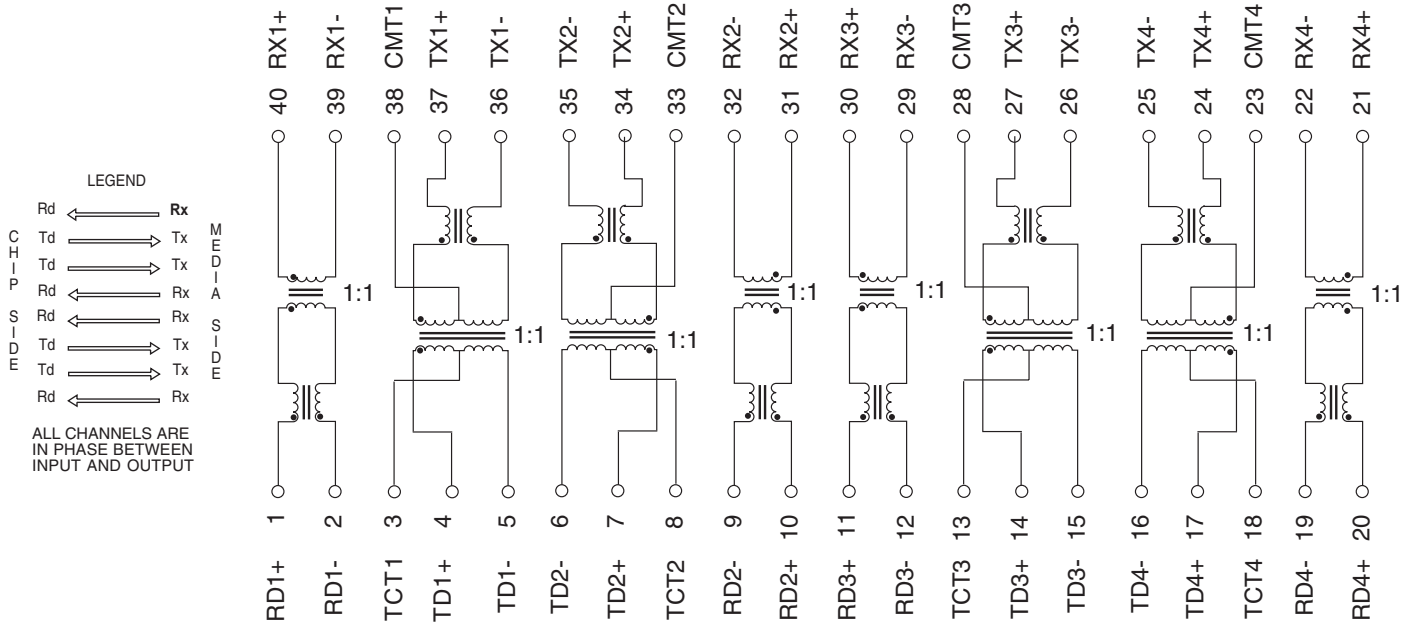 RX1+ RX1- CMT1 TX1+ TX1- TX2- TX2+ CMT2 RX2- RX2+ RX3+ RX3- CMT3 TX3+ TX3- TX4- TX4+ CMT4 RX4- RX4+
40 39 38 37 36 35 34 33 32 31 30 29 28 27 26 25 24 23 22 21
LEGEND
Rd Rx
Td Tx
Td Tx
Rd Rx
Rd Rx
Td Tx
Td Tx
Rd Rx
CHIP SIDE
MEDIA SIDE
ALL CHANNELS ARE
IN PHASE BETWEEN
INPUT AND OUTPUT
1:1 1:1 1:1 1:1 1:1 1:1 1:1 1:1
1 2 3 4 5 6 7 8 9 10 11 12 13 14 15 16 17 18 19 20
RD1+ RD1- TCT1 TD1+ TD1- TD2- TD2+ TCT2 RD2- RD2+ RD3+ RD3- TCT3 TD3+ TD3- TD4- TD4+ TCT4 RD4- RD4+